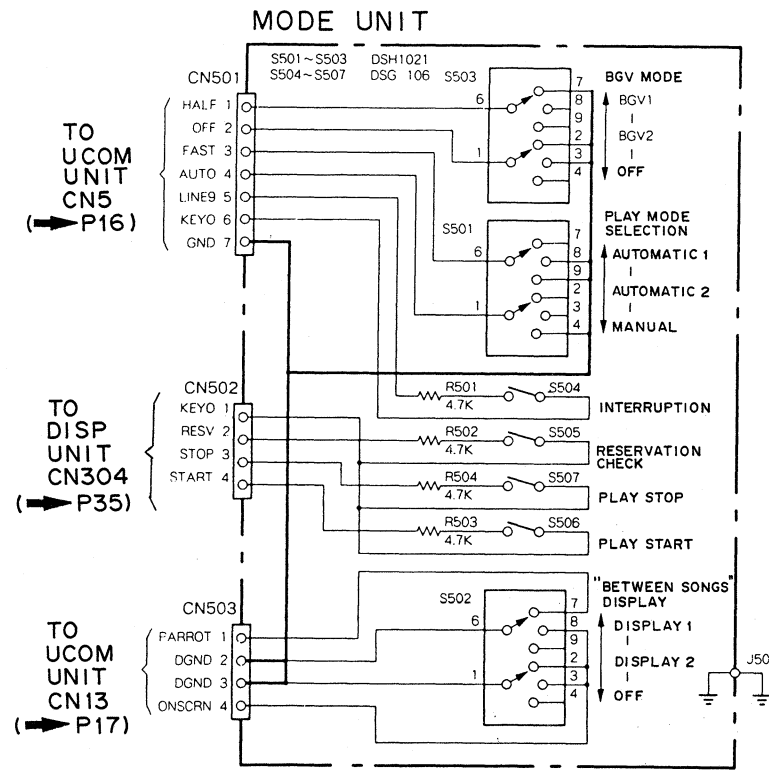 MODE UNIT
S501~S503 DSH1021
S504~S507 DSG 106
CN501
HALF 1
OFF 2
FAST 3
AUTO 4
LINE9 5
KEYO 6
GND 7
TO
UCOM
UNIT
CN5
(➡P16)
S503
6
1
7
8
9
2
3
4
BGV MODE
BGV1
BGV2
OFF
S501
6
1
7
8
9
2
3
4
PLAY MODE
SELECTION
AUTOMATIC 1
AUTOMATIC 2
MANUAL
CN502
KEYO 1
RESV 2
STOP 3
START 4
TO
DISP
UNIT
CN304
(➡P35)
R501
4.7K
S504
INTERRUPTION
R502
4.7K
S505
RESERVATION
CHECK
R504
4.7K
S507
PLAY STOP
R503
4.7K
S506
PLAY START
CN503
PARROT 1
DGND 2
DGND 3
ONSCRN 4
TO
UCOM
UNIT
CN13
(➡P17)
S502
6
1
7
8
9
2
3
4
"BETWEEN SONGS"
DISPLAY
DISPLAY 1
DISPLAY 2
OFF
J50